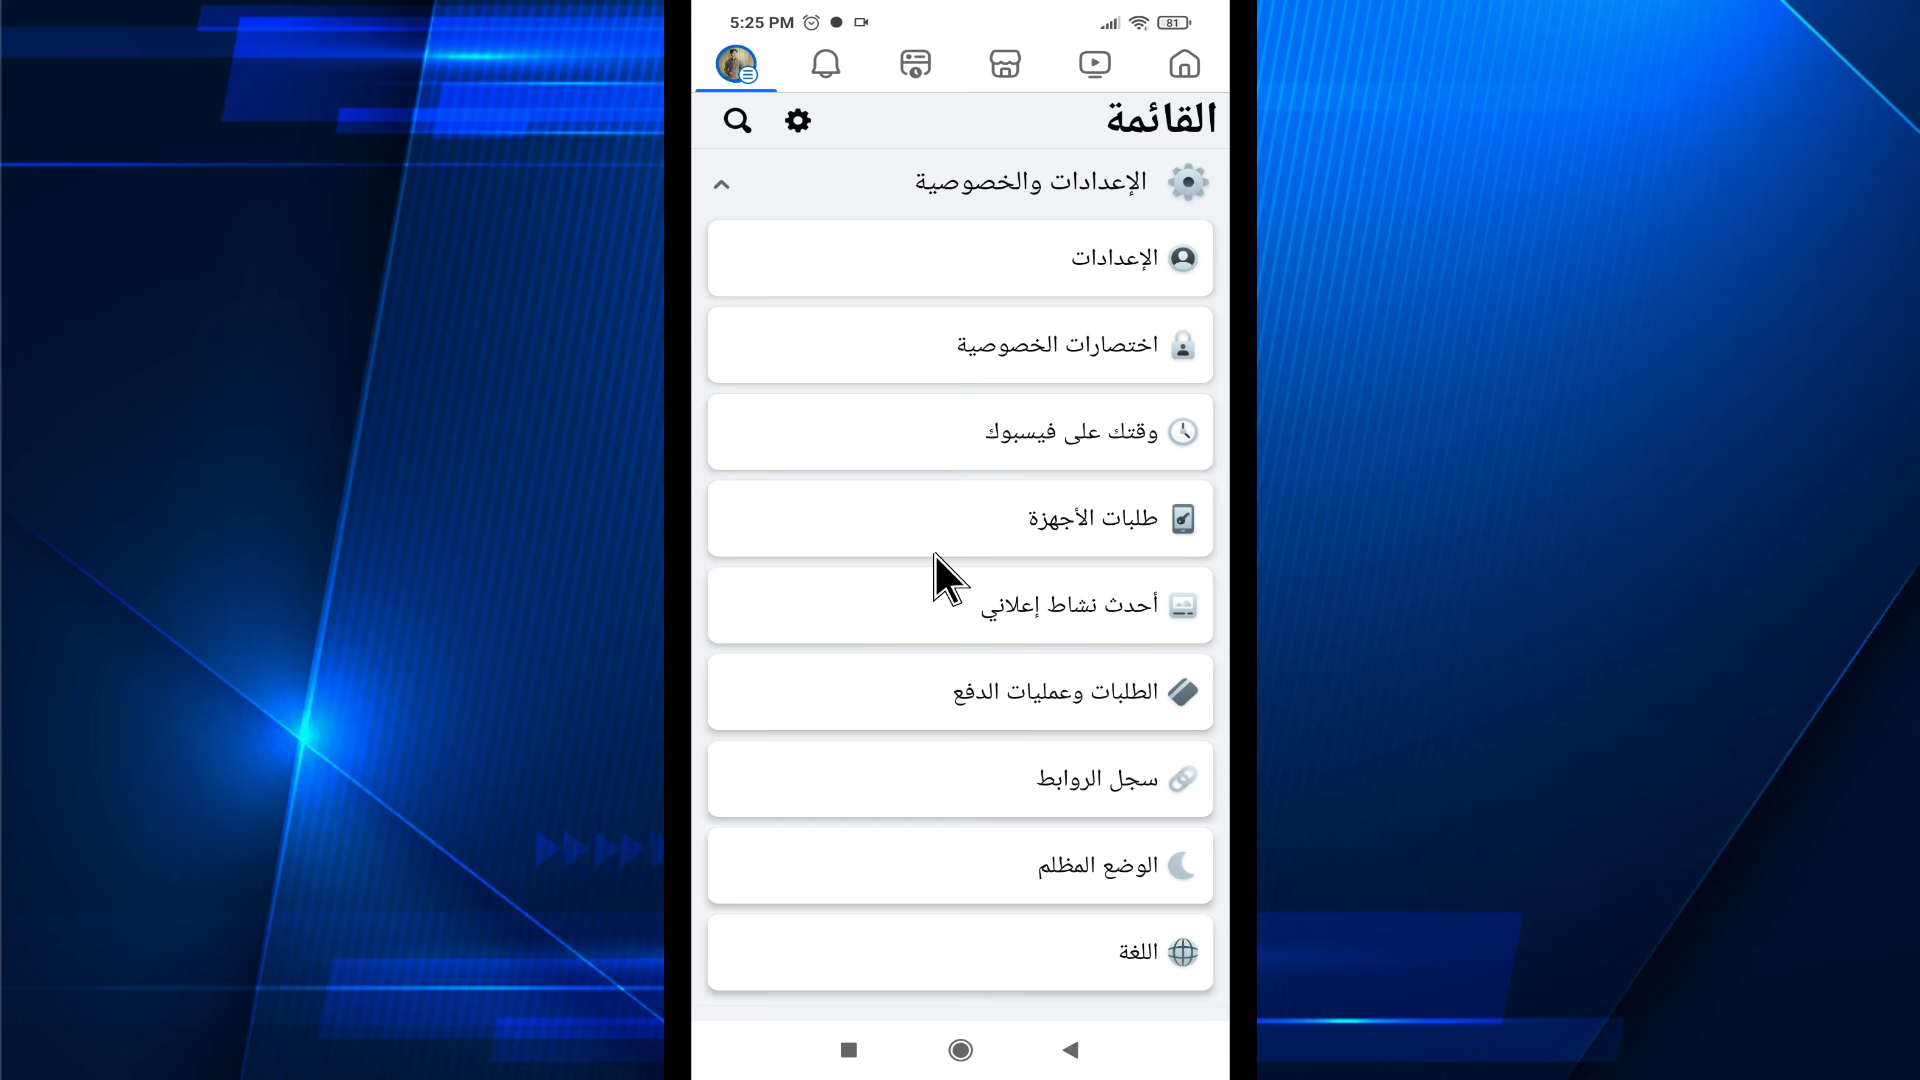 5:25 PM
81
القائمة
الإعدادات والخصوصية
الإعدادات
اختصارات الخصوصية
وقتك على فيسبوك
طلبات الأجهزة
أحدث نشاط إعلاني
الطلبات وعمليات الدفع
سجل الروابط
الوضع المظلم
اللغة